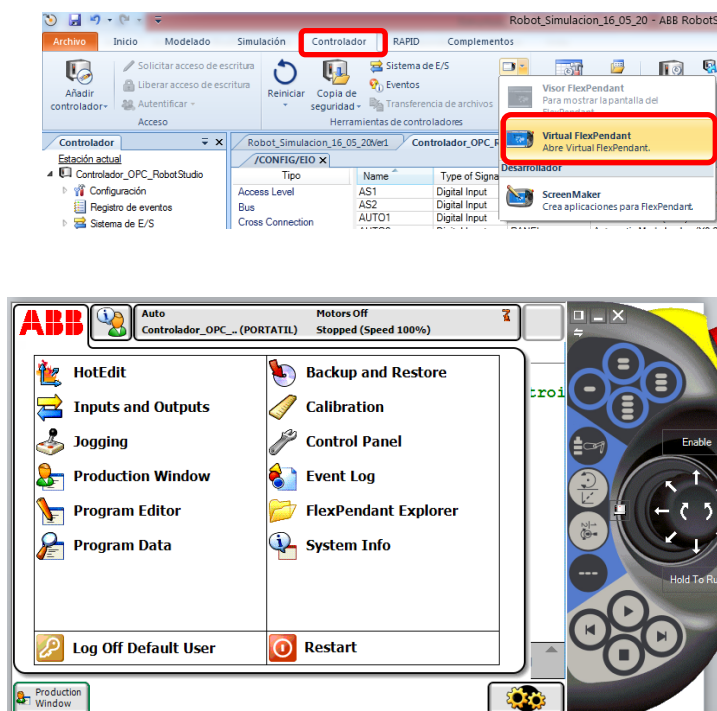 Robot_Simulacion_16_05_20 - ABB RobotS
Archivo Inicio Modelado Simulación Controlador RAPID Complementos
Añadir controlador
Solicitar acceso de escritura
Liberar acceso de escritura
Autentificar
Acceso
Reiniciar
Copia de seguridad
Sistema de E/S
Eventos
Transferencia de archivos
Herramientas de controladores
Visor FlexPendant
Para mostrar la pantalla del
Virtual FlexPendant
Abre Virtual FlexPendant.
Desarrollador
ScreenMaker
Crea aplicaciones para FlexPendant.
Controlador
Estación actual
Controlador_OPC_RobotStudio
Configuración
Registro de eventos
Sistema de E/S
Robot_Simulacion_16_05_20:Ver1 Controlador_OPC_R
/CONFIG/EIO X
Tipo Name Type of Signa
Access Level AS1 Digital Input
Bus AS2 Digital Input
Cross Connection AUTO1 Digital Input
ABB
Auto Motors Off
Controlador_OPC_.. (PORTATIL) Stopped (Speed 100%)
HotEdit Backup and Restore
Inputs and Outputs Calibration
Jogging Control Panel
Production Window Event Log
Program Editor FlexPendant Explorer
Program Data System Info
Log Off Default User Restart
Production Window
troi
Enable
Hold To Ru